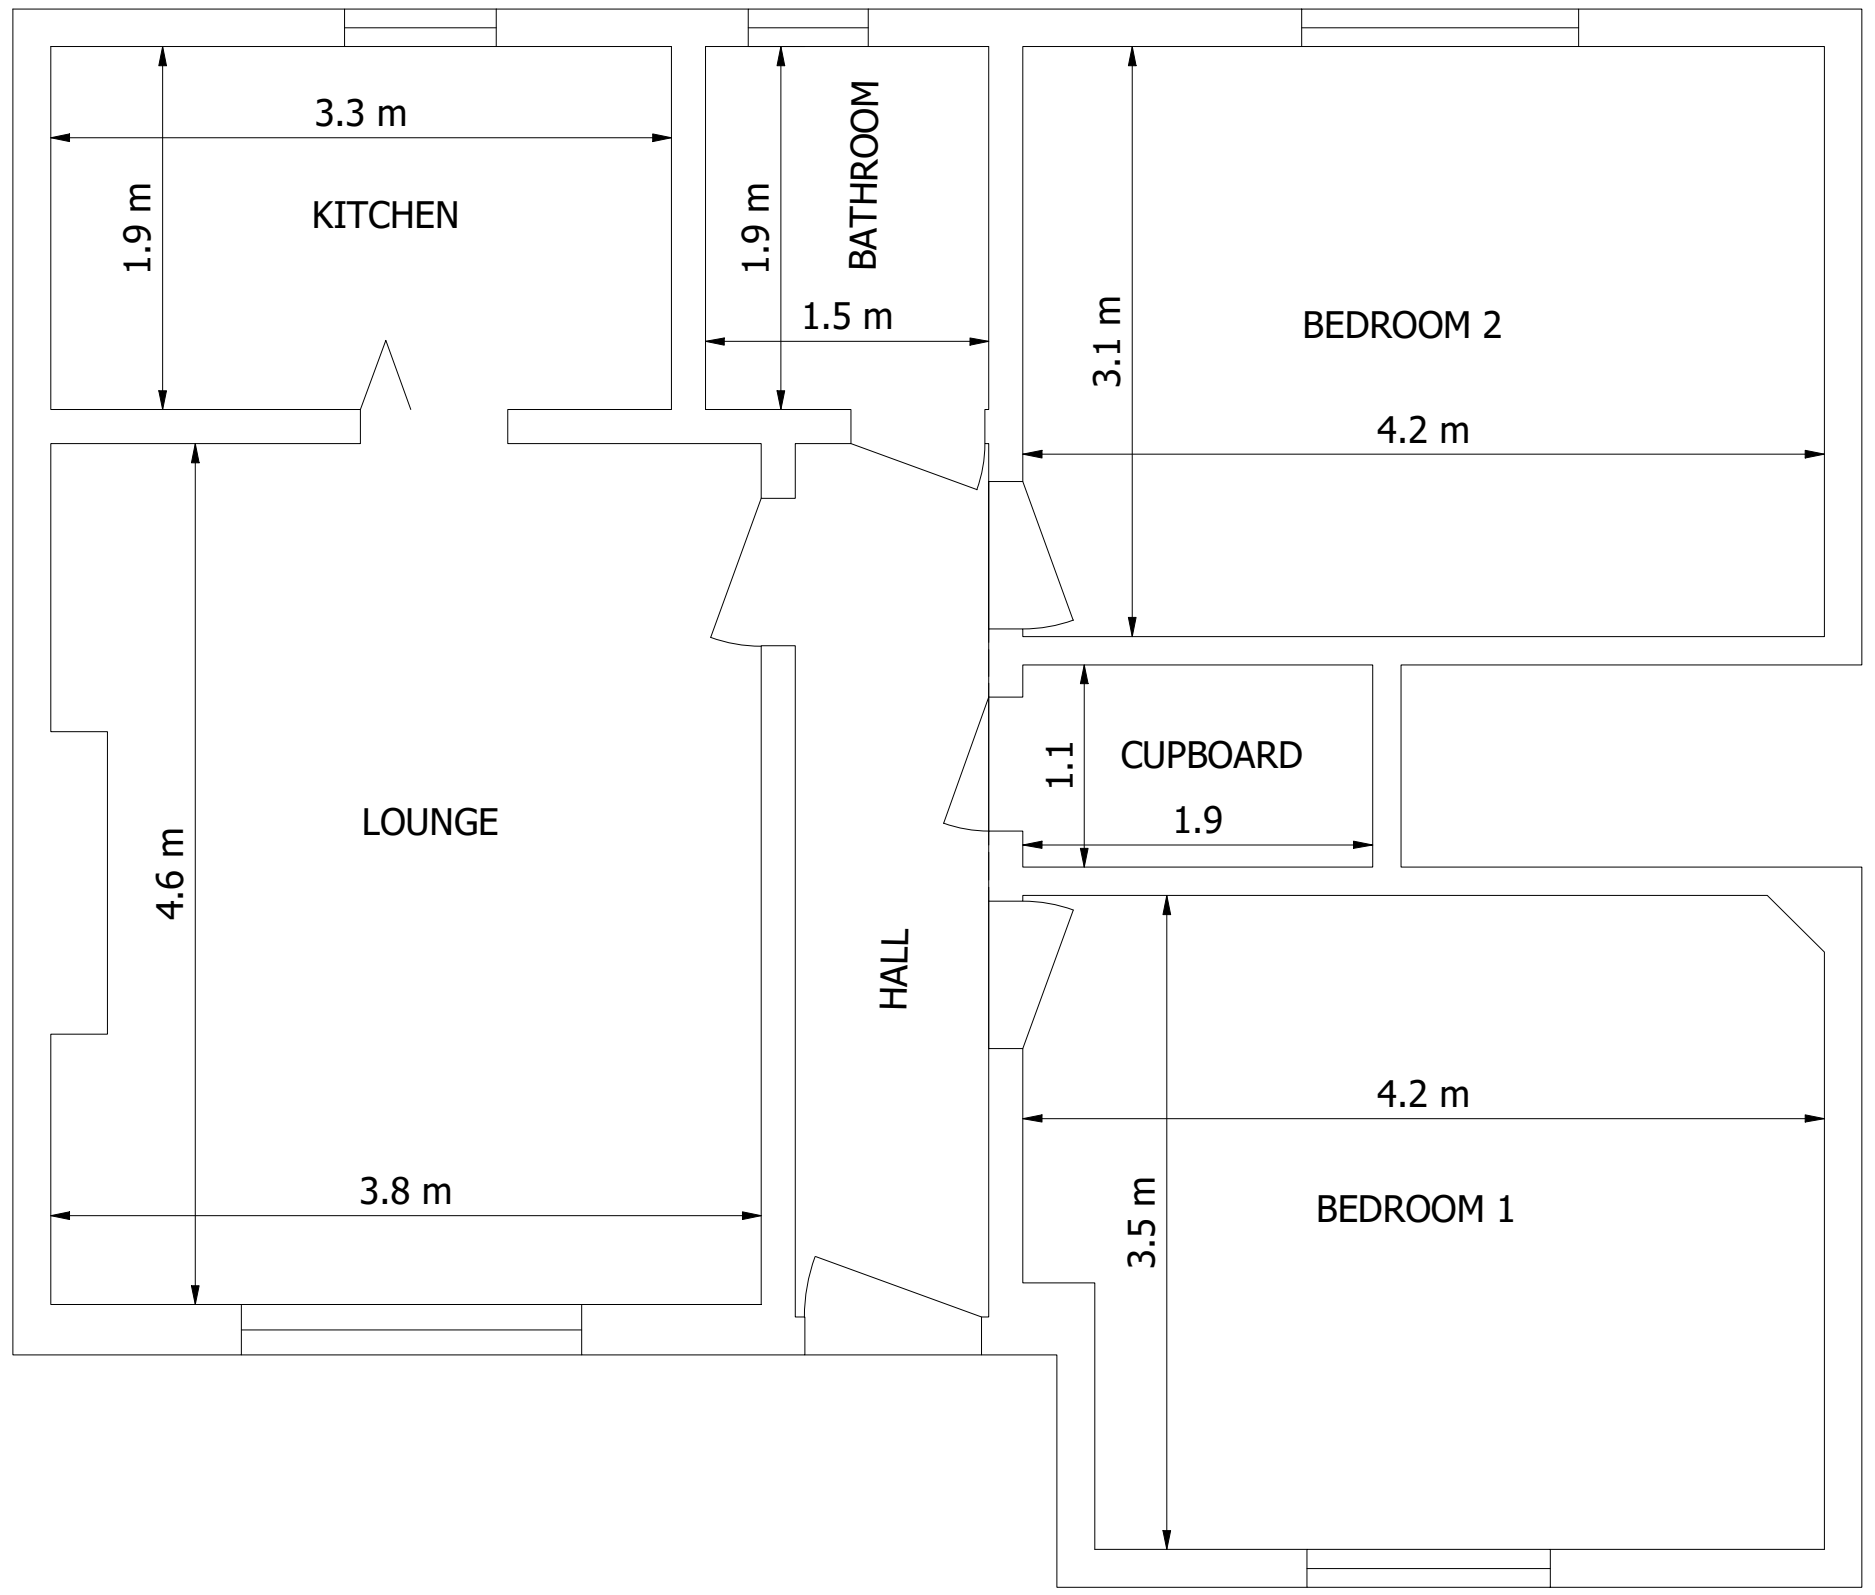 3.3 m
KITCHEN
1.9 m
BATHROOM
1.9 m
1.5 m
BEDROOM 2
3.1 m
4.2 m
CUPBOARD
1.1
1.9
LOUNGE
4.6 m
3.8 m
HALL
4.2 m
BEDROOM 1
3.5 m